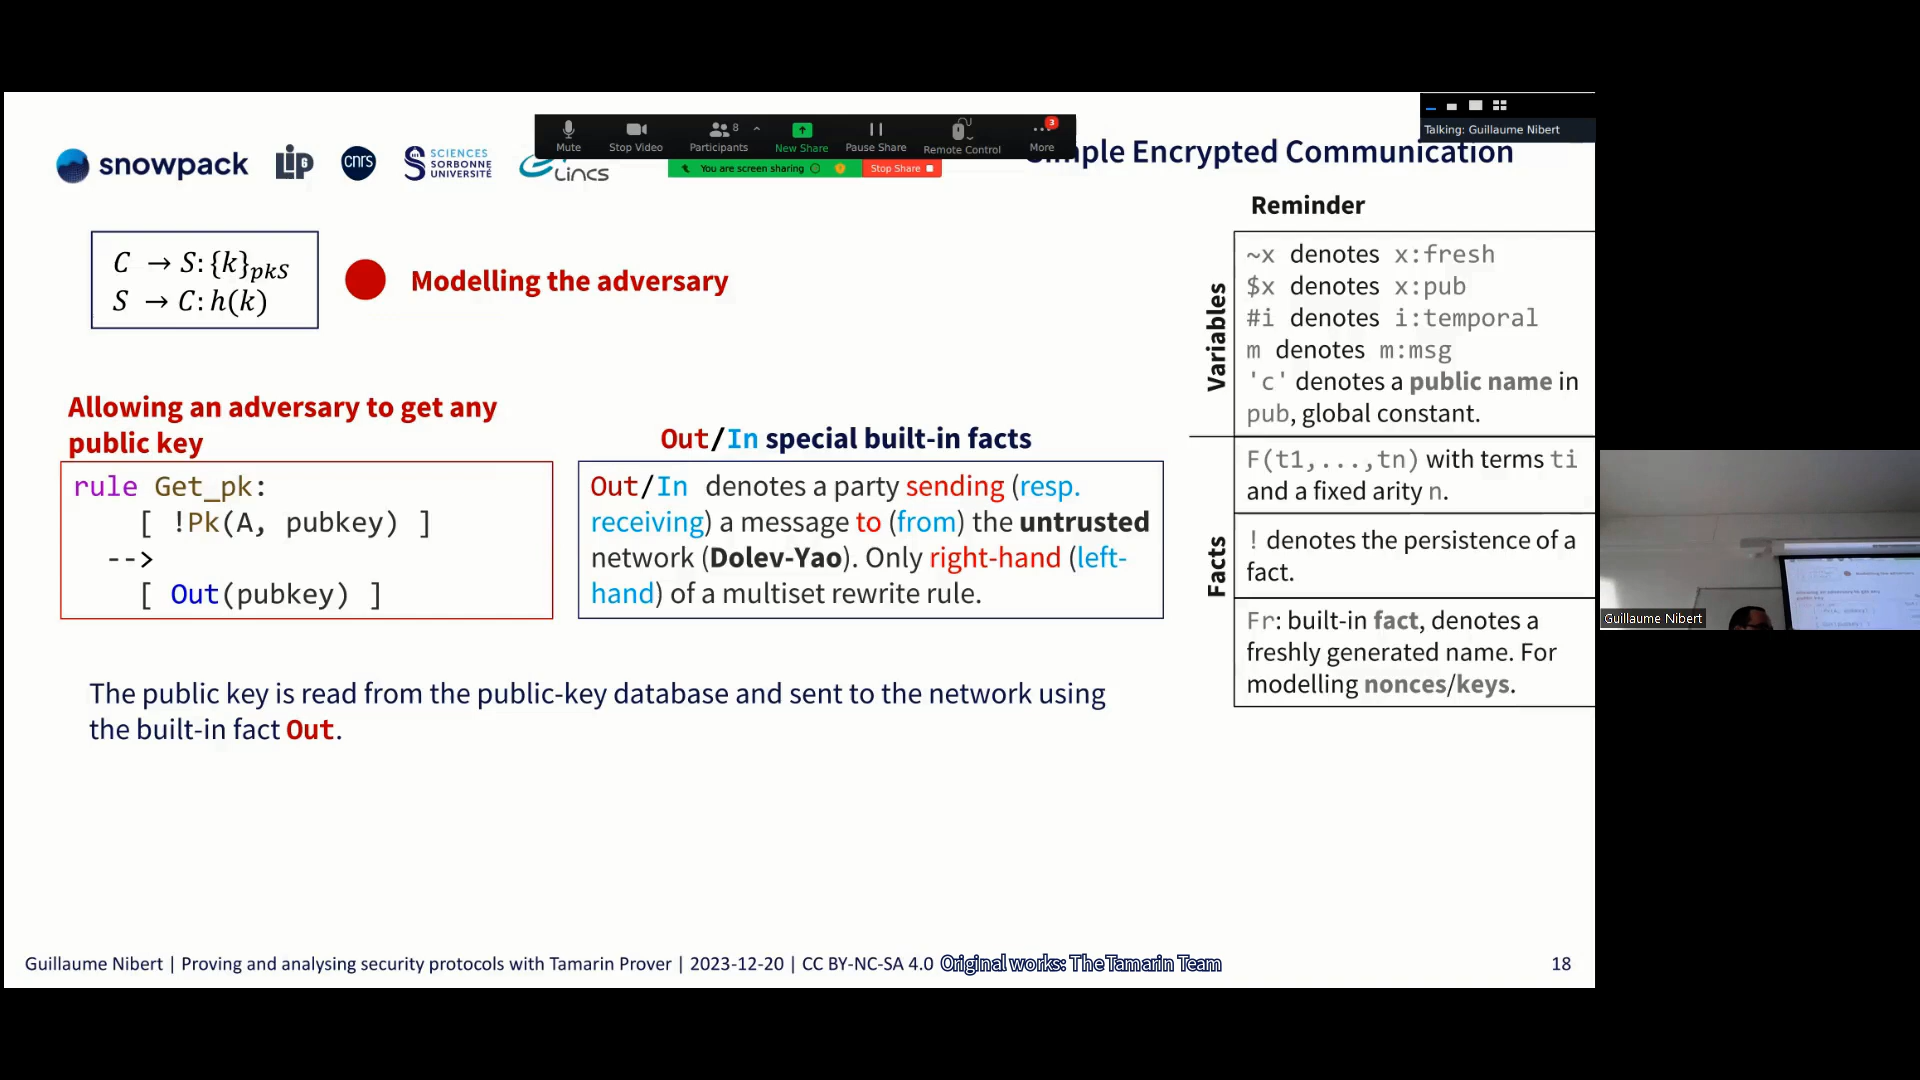 Talking: Guillaume Nibert
Mute
Stop Video
8
Participants
New Share
Pause Share
Remote Control
3
More
You are screen sharing
Stop Share
snowpack
LIP6
cnrs
SCIENCES
SORBONNE
UNIVERSITÉ
Lincs
Simple Encrypted Communication
Reminder
C → S: {k}pkS
S → C: h(k)
Modelling the adversary
Variables
~x denotes x:fresh
$x denotes x:pub
#i denotes i:temporal
m denotes m:msg
'c' denotes a public name in
pub, global constant.
Facts
F(t1,...,tn) with terms ti
and a fixed arity n.
! denotes the persistence of a
fact.
Fr: built-in fact, denotes a
freshly generated name. For
modelling nonces/keys.
Allowing an adversary to get any
public key
rule Get_pk:
[ !Pk(A, pubkey) ]
-->
[ Out(pubkey) ]
Out/In special built-in facts
Out/In denotes a party sending (resp.
receiving) a message to (from) the untrusted
network (Dolev-Yao). Only right-hand (left-
hand) of a multiset rewrite rule.
The public key is read from the public-key database and sent to the network using
the built-in fact Out.
Guillaume Nibert
Guillaume Nibert | Proving and analysing security protocols with Tamarin Prover | 2023-12-20 | CC BY-NC-SA 4.0 Original works: The Tamarin Team
18